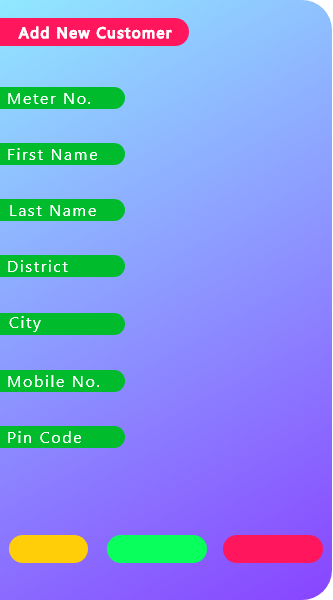 Add New Customer
Meter No.
First Name
Last Name
District
City
Mobile No.
Pin Code